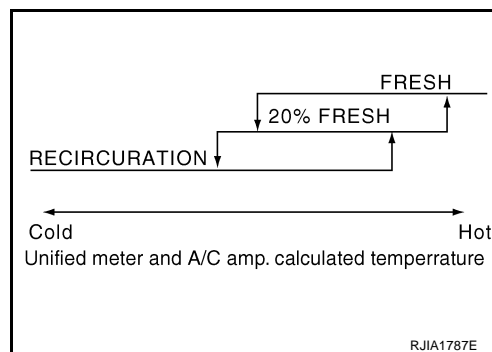 FRESH
20% FRESH
RECIRCURATION
Cold Hot
Unified meter and A/C amp. calculated temperrature
RJIA1787E